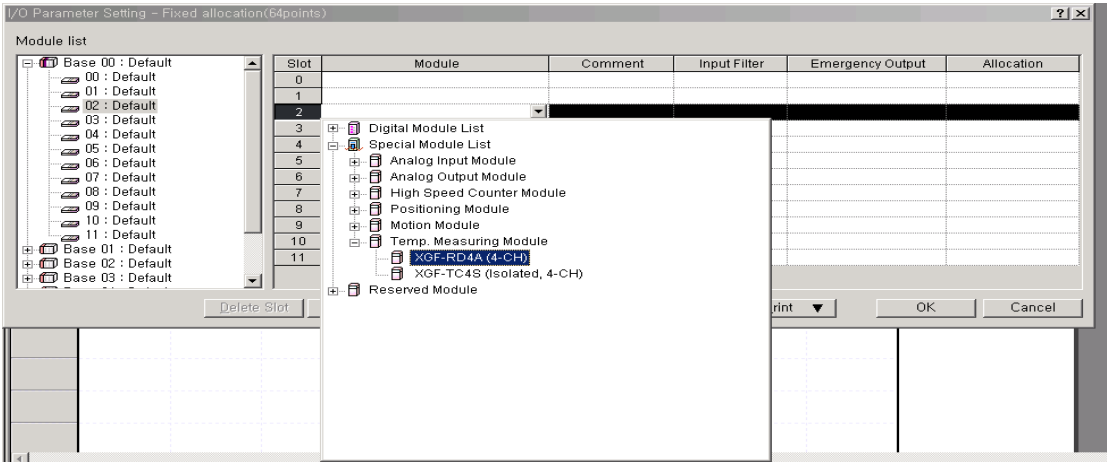 I/O Parameter Setting - Fixed allocation(64points)
Module list
Base 00 : Default
00 : Default
01 : Default
02 : Default
03 : Default
04 : Default
05 : Default
06 : Default
07 : Default
08 : Default
09 : Default
10 : Default
11 : Default
Base 01 : Default
Base 02 : Default
Base 03 : Default
Slot Module Comment Input Filter Emergency Output Allocation
0
1
2
3
4
5
6
7
8
9
10
11
Digital Module List
Special Module List
Analog Input Module
Analog Output Module
High Speed Counter Module
Positioning Module
Motion Module
Temp. Measuring Module
XGF-RD4A (4-CH)
XGF-TC4S (Isolated, 4-CH)
Reserved Module
Delete Slot rint ▼ OK Cancel